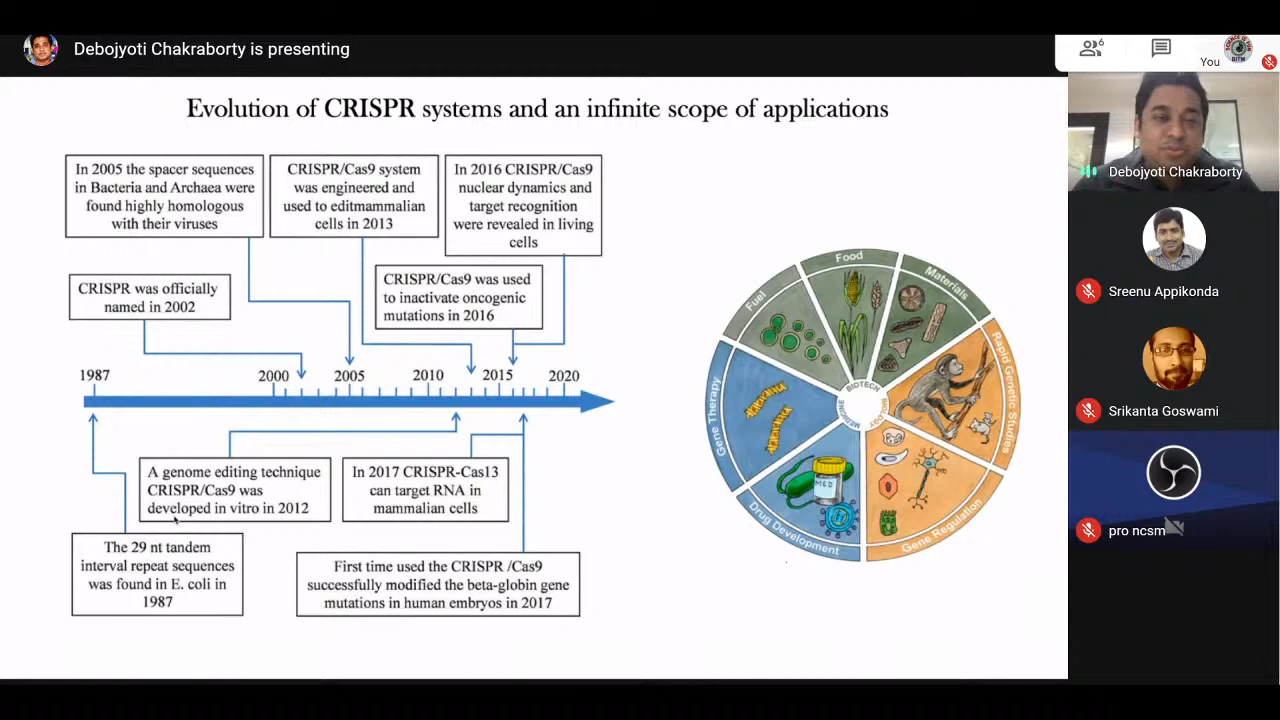 Debojyoti Chakraborty is presenting
6
You
Evolution of CRISPR systems and an infinite scope of applications
In 2005 the spacer sequences
in Bacteria and Archaea were
found highly homologous
with their viruses
CRISPR/Cas9 system
was engineered and
used to editmammalian
cells in 2013
In 2016 CRISPR/Cas9
nuclear dynamics and
target recognition
were revealed in living
cells
CRISPR was officially
named in 2002
CRISPR/Cas9 was used
to inactivate oncogenic
mutations in 2016
1987
2000
2005
2010
2015
2020
A genome editing technique
CRISPR/Cas9 was
developed in vitro in 2012
In 2017 CRISPR-Cas13
can target RNA in
mammalian cells
The 29 nt tandem
interval repeat sequences
was found in E. coli in
1987
First time used the CRISPR /Cas9
successfully modified the beta-globin gene
mutations in human embryos in 2017
Food
Fuel
Materials
Gene Therapy
Rapid Genetic Studies
BIOTECH
MEDICINE
BIOLOGY
MED
Drug Development
Gene Regulation
Debojyoti Chakraborty
Sreenu Appikonda
Srikanta Goswami
pro ncsm